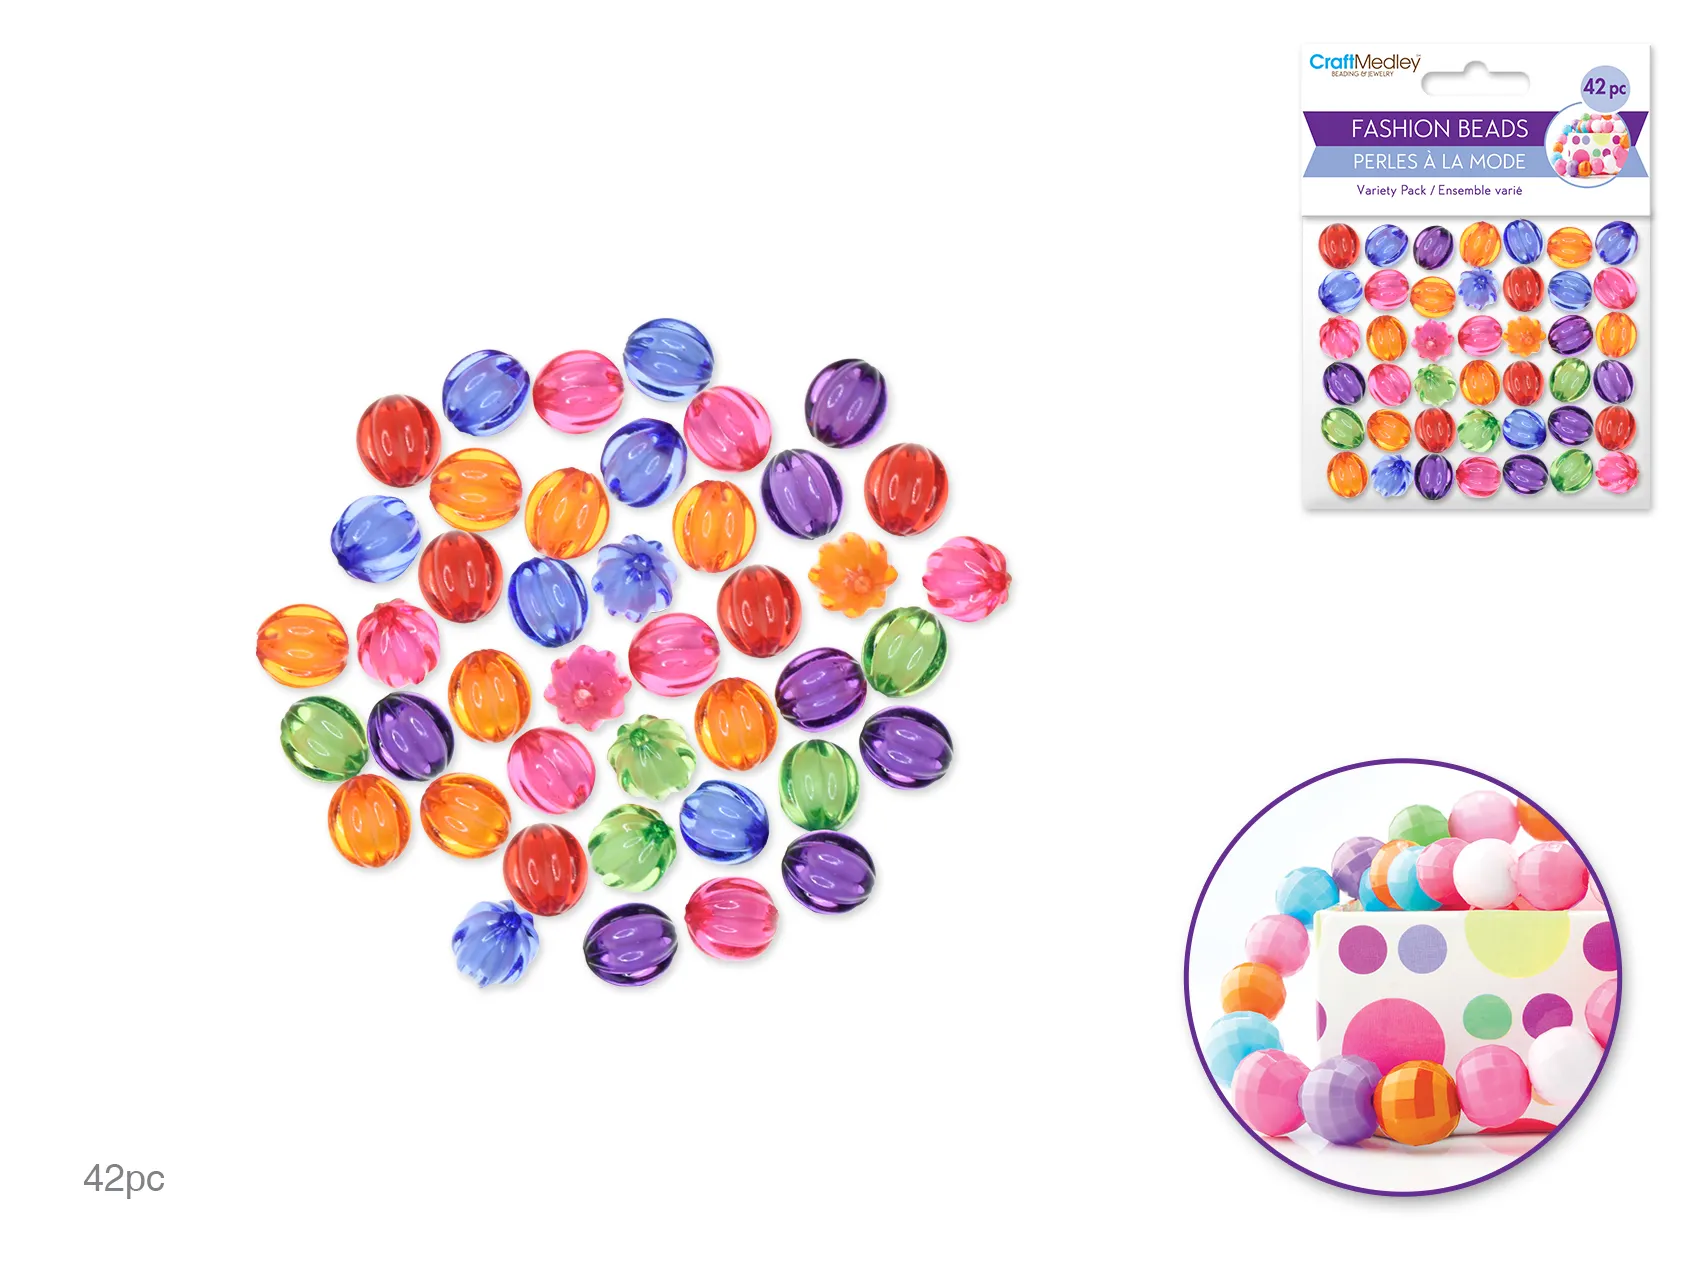 CraftMedley
BEADING & JEWELRY
42 pc
FASHION BEADS
PERLES À LA MODE
Variety Pack / Ensemble varié
42pc